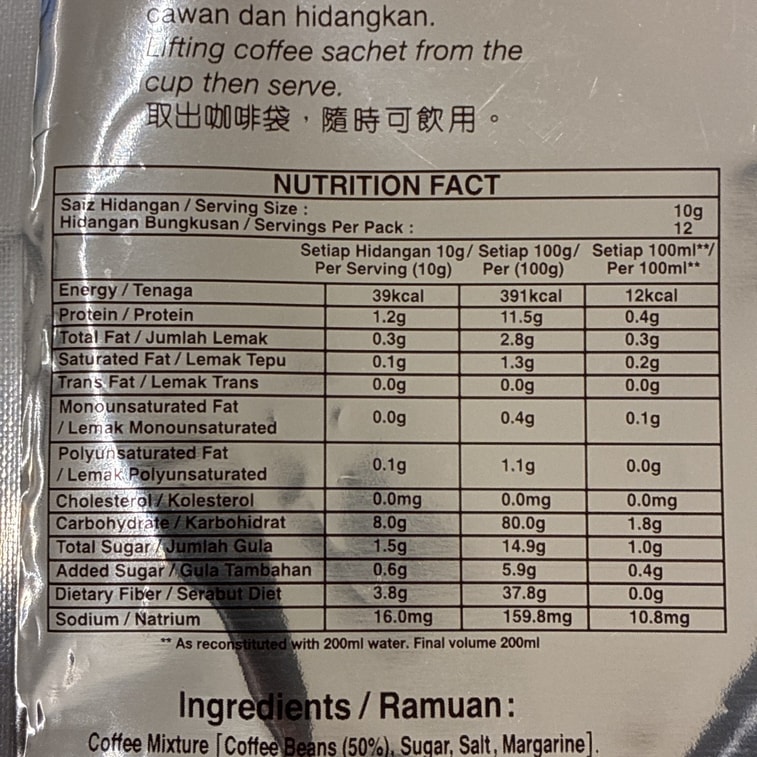 cawan dan hidangkan.
Lifting coffee sachet from the
cup then serve.
取出咖啡袋，隨時可飲用。
NUTRITION FACT
Saiz Hidangan / Serving Size : 10g
Hidangan Bungkusan / Servings Per Pack : 12
Setiap Hidangan 10g/ Setiap 100g/ Setiap 100ml**/
Per Serving (10g) Per (100g) Per 100ml**
Energy / Tenaga 39kcal 391kcal 12kcal
Protein / Protein 1.2g 11.5g 0.4g
Total Fat / Jumlah Lemak 0.3g 2.8g 0.3g
Saturated Fat / Lemak Tepu 0.1g 1.3g 0.2g
Trans Fat / Lemak Trans 0.0g 0.0g 0.0g
Monounsaturated Fat
/ Lemak Monounsaturated 0.0g 0.4g 0.1g
Polyunsaturated Fat
/ Lemak Polyunsaturated 0.1g 1.1g 0.0g
Cholesterol / Kolesterol 0.0mg 0.0mg 0.0mg
Carbohydrate / Karbohidrat 8.0g 80.0g 1.8g
Total Sugar / Jumlah Gula 1.5g 14.9g 1.0g
Added Sugar / Gula Tambahan 0.6g 5.9g 0.4g
Dietary Fiber / Serabut Diet 3.8g 37.8g 0.0g
Sodium / Natrium 16.0mg 159.8mg 10.8mg
** As reconstituted with 200ml water. Final volume 200ml
Ingredients / Ramuan :
Coffee Mixture [Coffee Beans (50%), Sugar, Salt, Margarine].